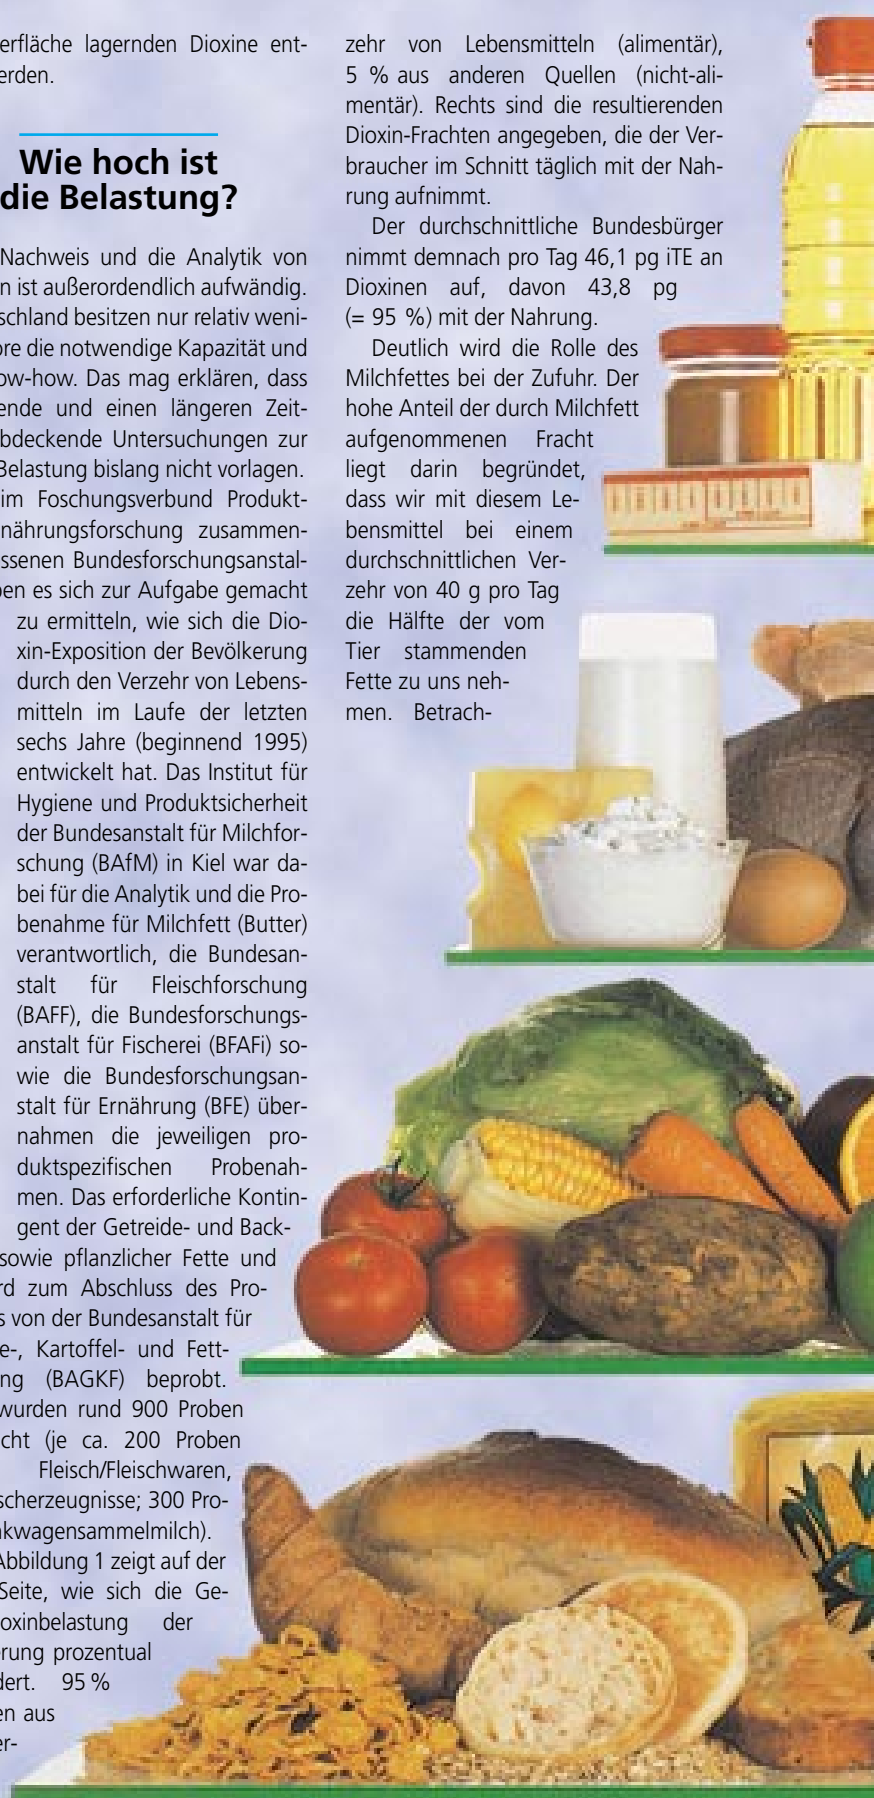 erfläche lagernden Dioxine ent-
erden.
Wie hoch ist
die Belastung?
Nachweis und die Analytik von
n ist außerordendlich aufwändig.
schland besitzen nur relativ weni-
ore die notwendige Kapazität und
ow-how. Das mag erklären, dass
ende und einen längeren Zeit-
bdeckende Untersuchungen zur
Belastung bislang nicht vorlagen.
im Foschungsverbund Produkt-
nährungsforschung zusammen-
ssenen Bundesforschungsanstal-
ben es sich zur Aufgabe gemacht
zu ermitteln, wie sich die Dio-
xin-Exposition der Bevölkerung
durch den Verzehr von Lebens-
mitteln im Laufe der letzten
sechs Jahre (beginnend 1995)
entwickelt hat. Das Institut für
Hygiene und Produktsicherheit
der Bundesanstalt für Milchfor-
schung (BAfM) in Kiel war da-
bei für die Analytik und die Pro-
benahme für Milchfett (Butter)
verantwortlich, die Bundesan-
stalt für Fleischforschung
(BAFF), die Bundesforschungs-
anstalt für Fischerei (BFAFi) so-
wie die Bundesforschungsan-
stalt für Ernährung (BFE) über-
nahmen die jeweiligen pro-
duktspezifischen Probenah-
men. Das erforderliche Kontin-
gent der Getreide- und Back-
sowie pflanzlicher Fette und
rd zum Abschluss des Pro-
s von der Bundesanstalt für
e-, Kartoffel- und Fett-
ng (BAGKF) beprobt.
wurden rund 900 Proben
cht (je ca. 200 Proben
Fleisch/Fleischwaren,
scherzeugnisse; 300 Pro-
nkwagensammelmilch).
Abbildung 1 zeigt auf der
Seite, wie sich die Ge-
oxinbelastung der
erung prozentual
dert. 95 %
en aus
er-
zehr von Lebensmitteln (alimentär),
5 % aus anderen Quellen (nicht-ali-
mentär). Rechts sind die resultierenden
Dioxin-Frachten angegeben, die der Ver-
braucher im Schnitt täglich mit der Nah-
rung aufnimmt.
Der durchschnittliche Bundesbürger
nimmt demnach pro Tag 46,1 pg iTE an
Dioxinen auf, davon 43,8 pg
(= 95 %) mit der Nahrung.
Deutlich wird die Rolle des
Milchfettes bei der Zufuhr. Der
hohe Anteil der durch Milchfett
aufgenommenen Fracht
liegt darin begründet,
dass wir mit diesem Le-
bensmittel bei einem
durchschnittlichen Ver-
zehr von 40 g pro Tag
die Hälfte der vom
Tier stammenden
Fette zu uns neh-
men. Betrach-